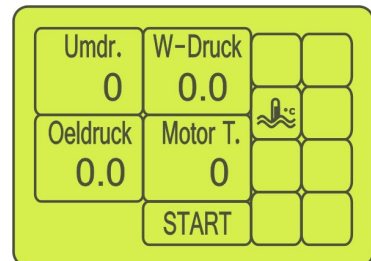 Umdr. W-Druck
0 0.0
°C
Oeldruck Motor T.
0.0 0
START